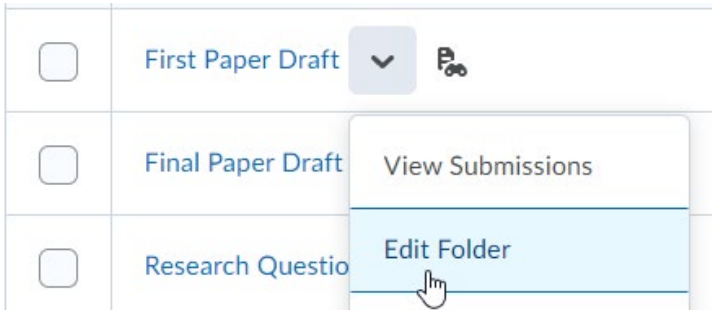 First Paper Draft
Final Paper Draft
View Submissions
Edit Folder
Research Questio